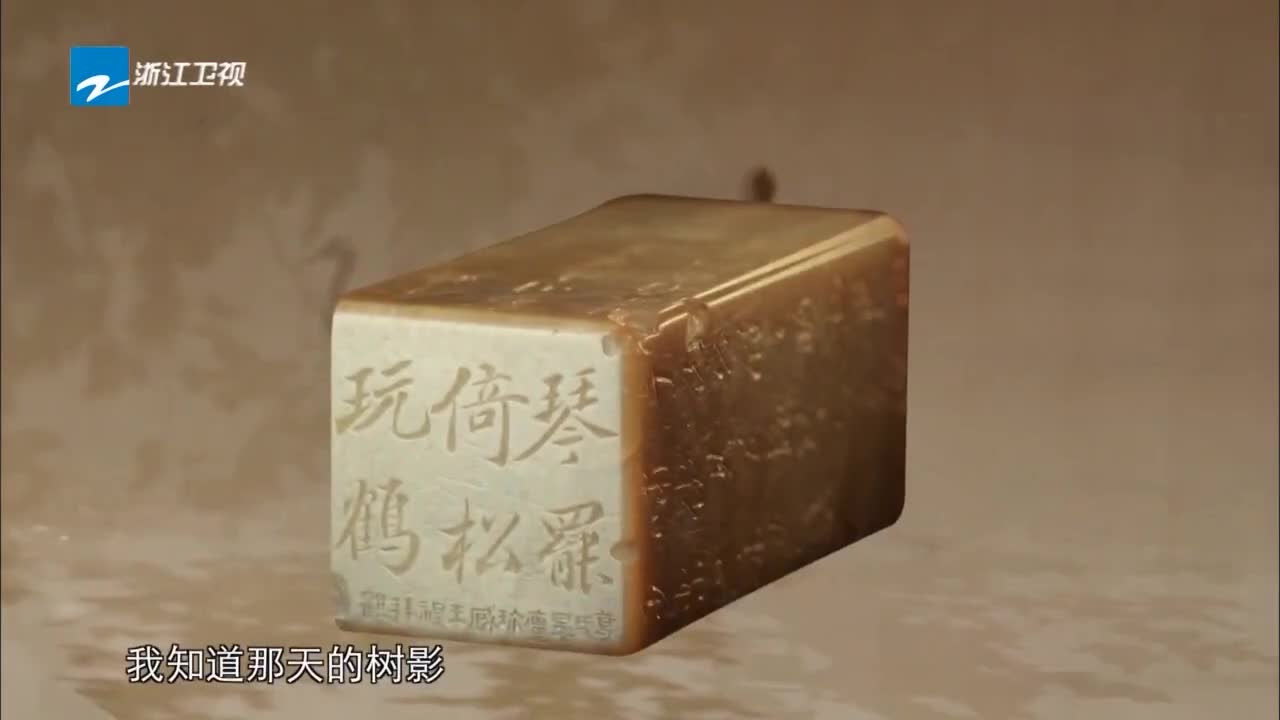 浙江卫视
琴罷
倚松
玩鶴
我知道那天的树影